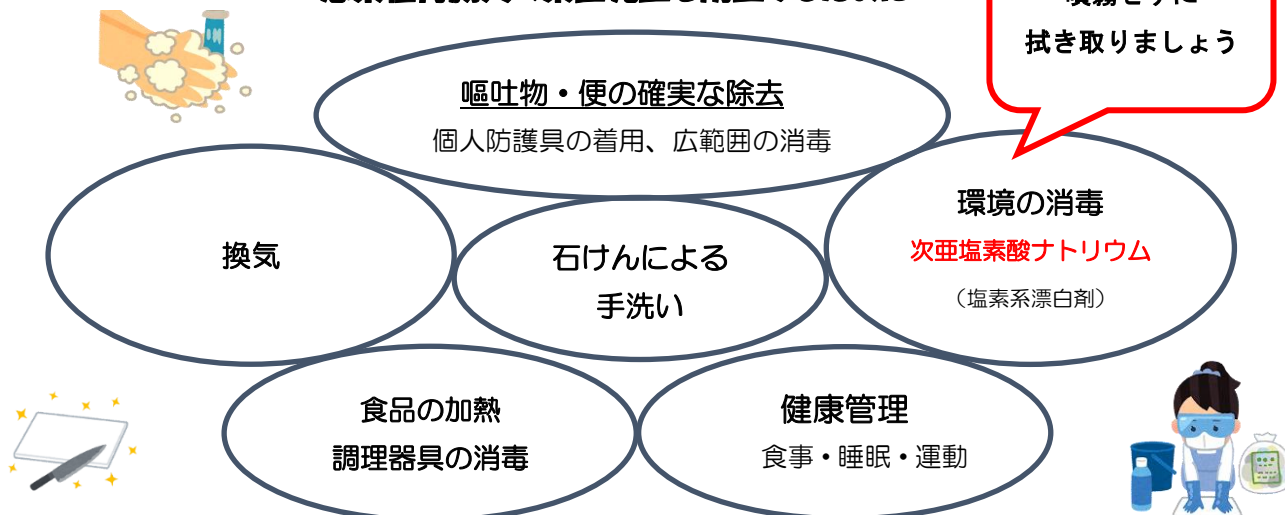 拭き取りましょう
嘔吐物・便の確実な除去
個人防護具の着用、広範囲の消毒
環境の消毒
次亜塩素酸ナトリウム
（塩素系漂白剤）
換気
石けんによる
手洗い
食品の加熱
調理器具の消毒
健康管理
食事・睡眠・運動